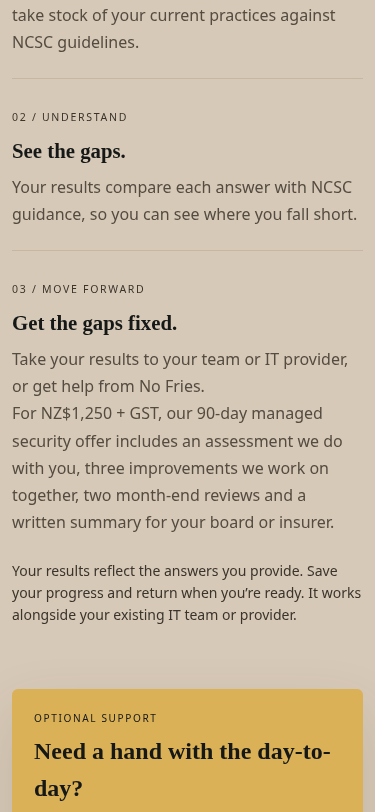 take stock of your current practices against
NCSC guidelines.
02 / UNDERSTAND
See the gaps.
Your results compare each answer with NCSC
guidance, so you can see where you fall short.
03 / MOVE FORWARD
Get the gaps fixed.
Take your results to your team or IT provider,
or get help from No Fries.
For NZ$1,250 + GST, our 90-day managed
security offer includes an assessment we do
with you, three improvements we work on
together, two month-end reviews and a
written summary for your board or insurer.
Your results reflect the answers you provide. Save
your progress and return when you’re ready. It works
alongside your existing IT team or provider.
OPTIONAL SUPPORT
Need a hand with the day-to-
day?